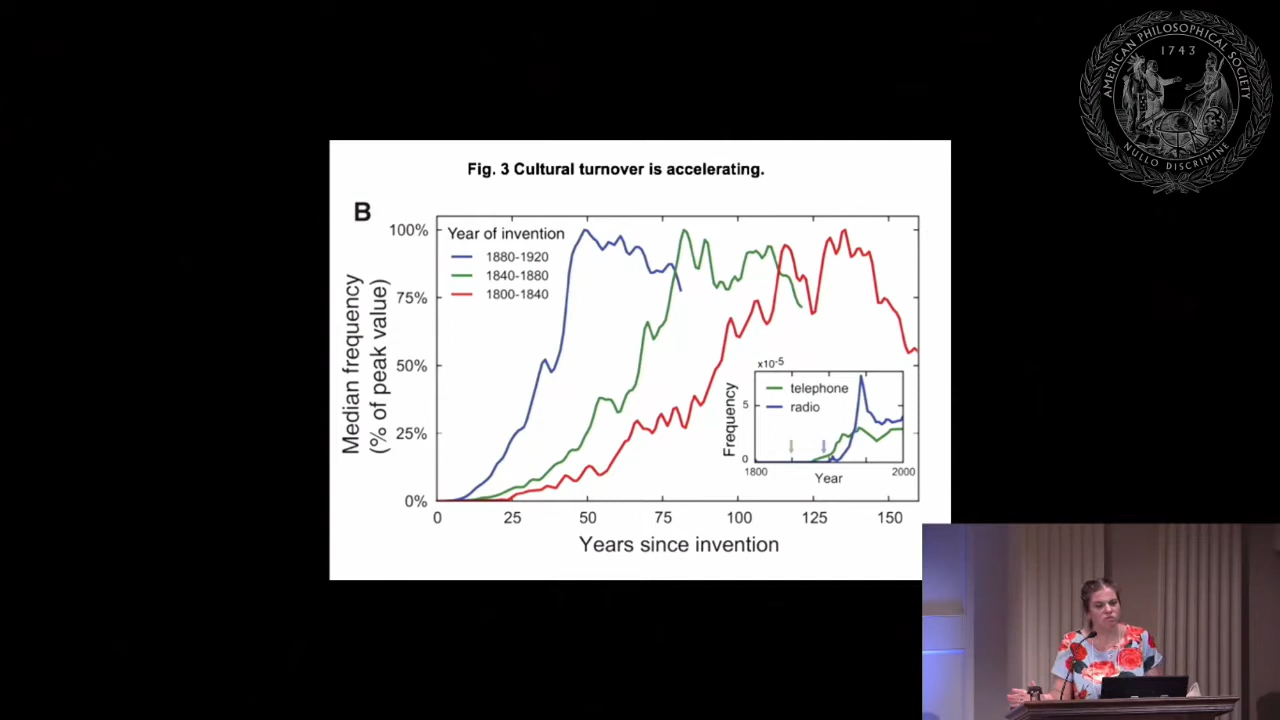 AMERICAN PHILOSOPHICAL SOCIETY
1743
NULLO DISCRIMINE
Fig. 3 Cultural turnover is accelerating.
B
Year of invention
1880-1920
1840-1880
1800-1840
100%
75%
50%
25%
0%
Median frequency
(% of peak value)
0 25 50 75 100 125 150
Years since invention
x10-5
telephone
radio
Frequency
5
0
1800 2000
Year